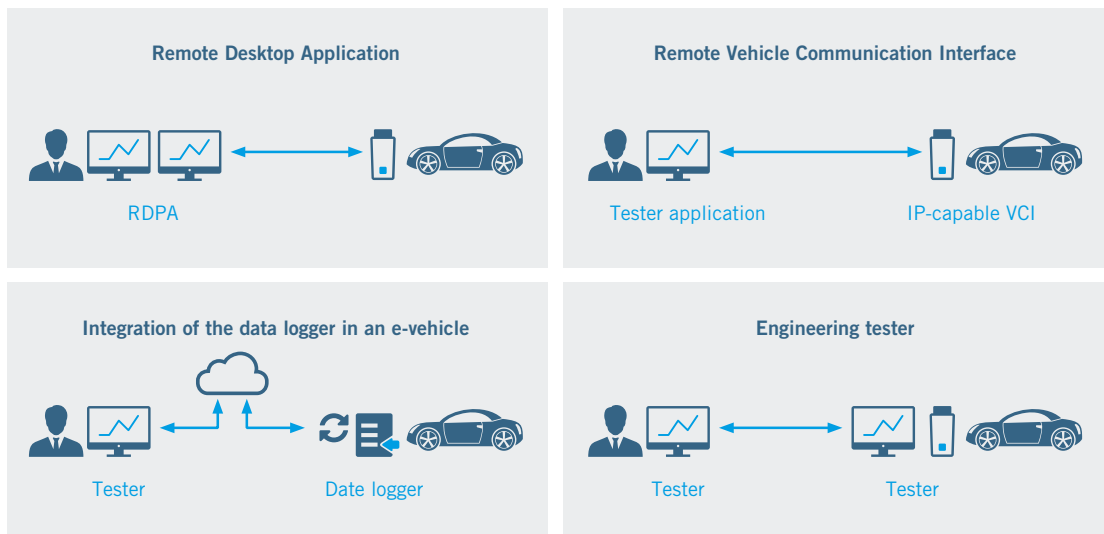 Remote Desktop Application
RDPA
Remote Vehicle Communication Interface
Tester application
IP-capable VCI
Integration of the data logger in an e-vehicle
Tester
Date logger
Engineering tester
Tester
Tester